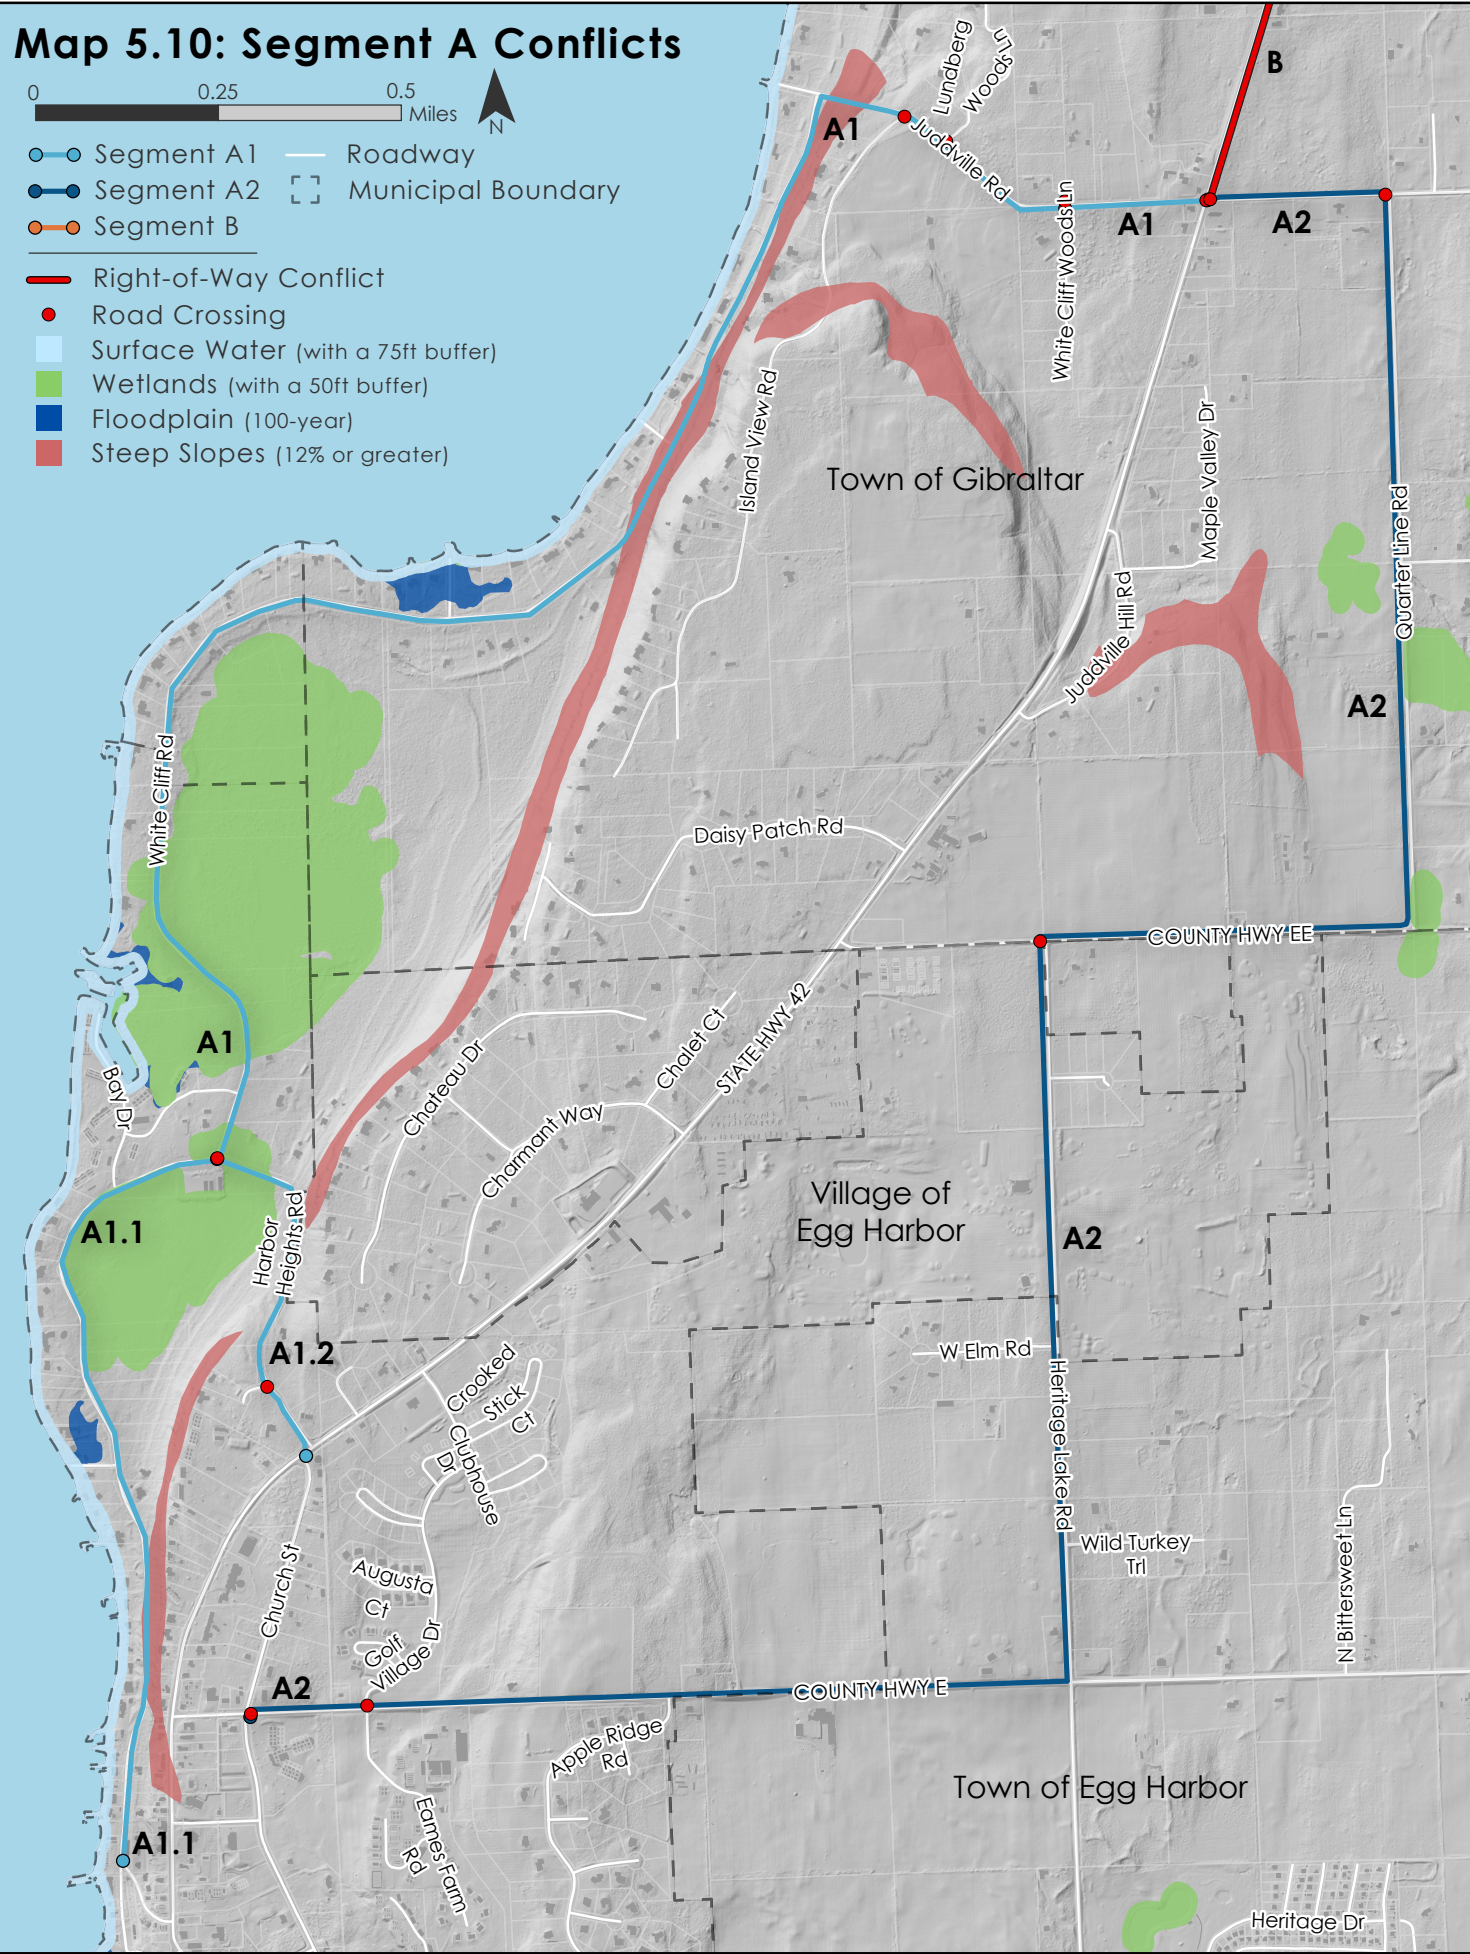 Map 5.10: Segment A Conflicts
0 0.25 0.5
Miles
N
Segment A1
Roadway
Segment A2
Municipal Boundary
Segment B
Right-of-Way Conflict
Road Crossing
Surface Water (with a 75ft buffer)
Wetlands (with a 50ft buffer)
Floodplain (100-year)
Steep Slopes (12% or greater)
Lundberg
Woods Ln
B
A1
Juddville Rd
White Cliff Woods Ln
A1
A2
Island View Rd
Town of Gibraltar
Maple Valley Dr
Quarter Line Rd
Juddville Hill Rd
A2
White Cliff Rd
Daisy Patch Rd
COUNTY HWY EE
STATE HWY 42
Chalet Ct
A1
Chateau Dr
Bay Dr
Charmant Way
Village of
Egg Harbor
A1.1
Harbor
Heights Rd
A2
A1.2
W Elm Rd
Crooked
Stick
Ct
Clubhouse
Dr
Heritage Lake Rd
Wild Turkey
Trl
N Bittersweet Ln
Church St
Augusta
Ct
Golf
Village Dr
A2
COUNTY HWY E
Apple Ridge
Rd
Town of Egg Harbor
A1.1
Eames Farm
Rd
Heritage Dr